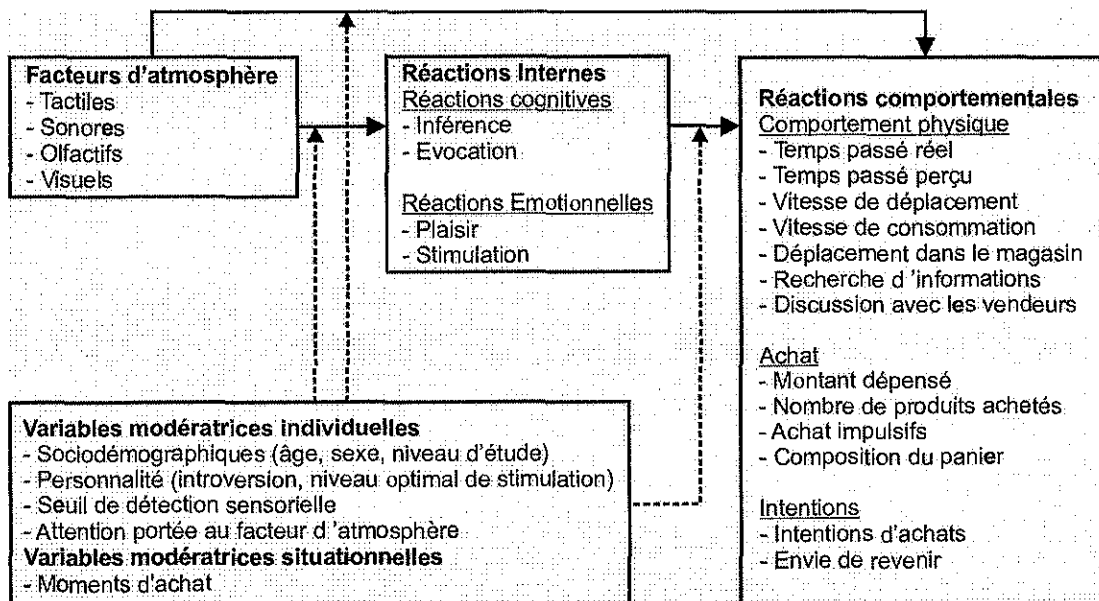 Facteurs d'atmosphère
- Tactiles
- Sonores
- Olfactifs
- Visuels
Réactions Internes
Réactions cognitives
- Inférence
- Evocation
Réactions Emotionnelles
- Plaisir
- Stimulation
Réactions comportementales
Comportement physique
- Temps passé réel
- Temps passé perçu
- Vitesse de déplacement
- Vitesse de consommation
- Déplacement dans le magasin
- Recherche d 'informations
- Discussion avec les vendeurs
Achat
- Montant dépensé
- Nombre de produits achetés
- Achat impulsifs
- Composition du panier
Intentions
- Intentions d'achats
- Envie de revenir
Variables modératrices individuelles
- Sociodémographiques (âge, sexe, niveau d'étude)
- Personnalité (introversion, niveau optimal de stimulation)
- Seuil de détection sensorielle
- Attention portée au facteur d 'atmosphère
Variables modératrices situationnelles
- Moments d'achat